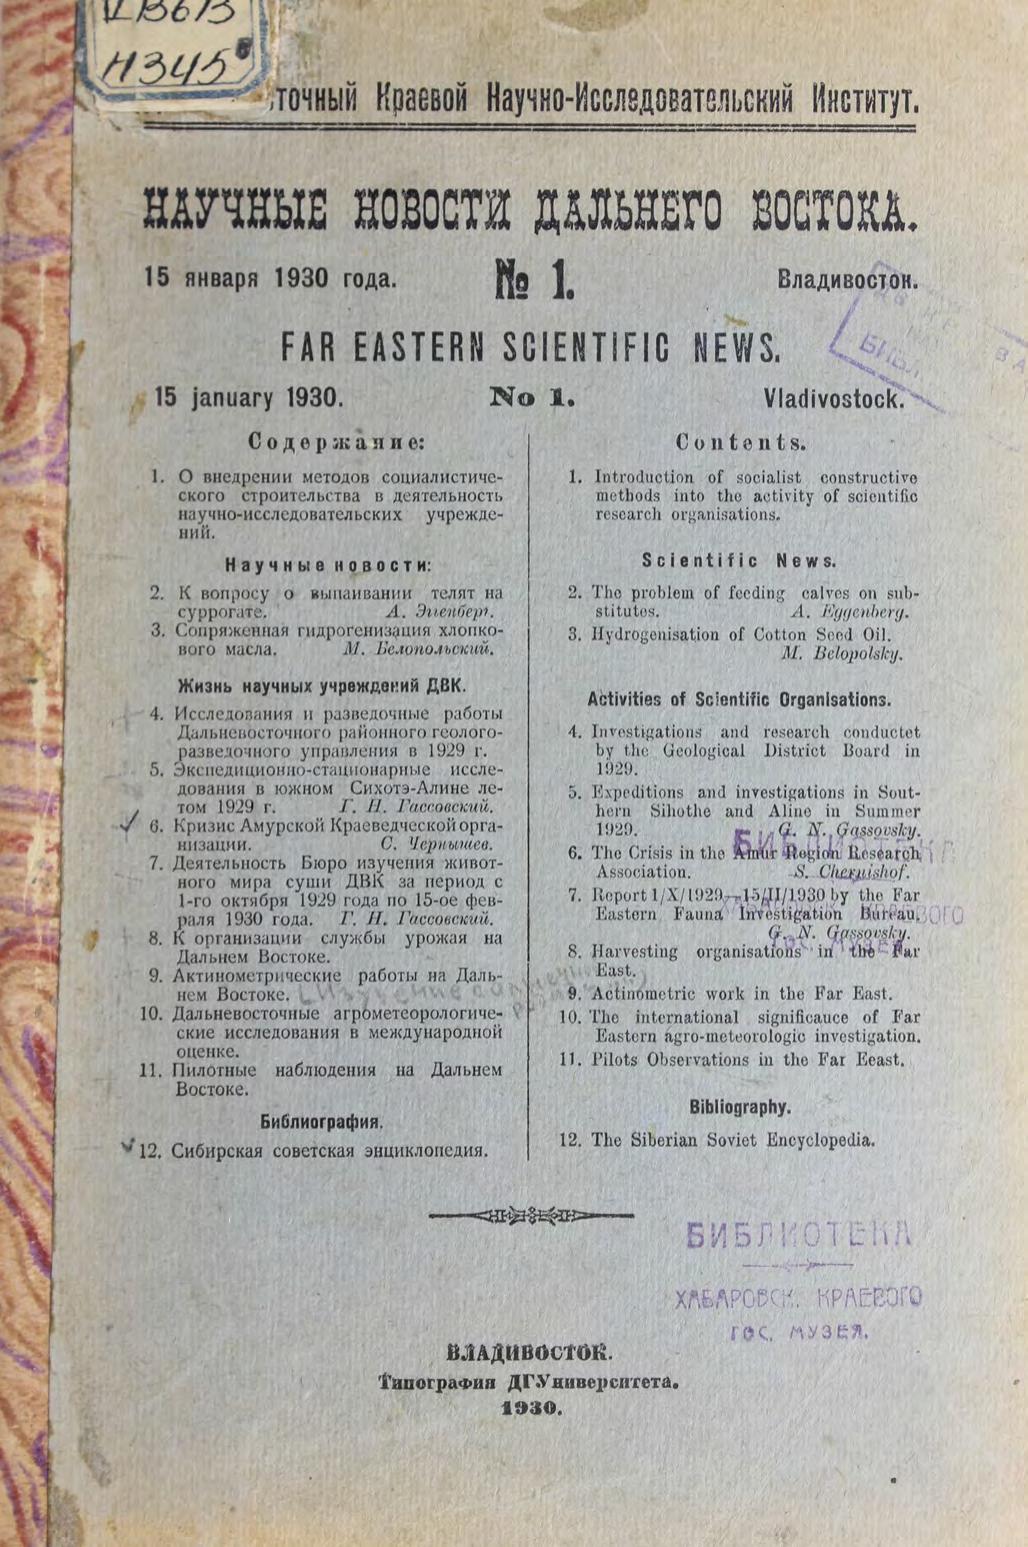 Н345
точный Краевой Научно-Исследовательский Институт.
НАУЧНЫЕ НОВОСТИ ДАЛЬНЕГО ВОСТОКА.
15 января 1930 года. № 1. Владивосток.
FAR EASTERN SCIENTIFIC NEWS.
15 january 1930. No 1. Vladivostock.
Содержание:
1. О внедрении методов социалистиче-
ского строительства в деятельность
научно-исследовательских учрежде-
ний.
Научные новости:
2. К вопросу о выпаивании телят на
суррогате. А. Эггенберг.
3. Сопряженная гидрогенизация хлопко-
вого масла. М. Белопольский.
Жизнь научных учреждений ДВК.
4. Исследования и разведочные работы
Дальневосточного районного геолого-
разведочного управления в 1929 г.
5. Экспедиционно-стационарные иссле-
дования в южном Сихотэ-Алине ле-
том 1929 г. Г. Н. Гассовский.
6. Кризис Амурской Краеведческой орга-
низации. С. Чернышев.
7. Деятельность Бюро изучения живот-
ного мира суши ДВК за период с
1-го октября 1929 года по 15-ое фев-
раля 1930 года. Г. Н. Гассовский.
8. К организации службы урожая на
Дальнем Востоке.
9. Актинометрические работы на Даль-
нем Востоке.
10. Дальневосточные агрометеорологиче-
ские исследования в международной
оценке.
11. Пилотные наблюдения на Дальнем
Востоке.
Библиография.
12. Сибирская советская энциклопедия.
Contents.
1. Introduction of socialist constructive
methods into the activity of scientific
research organisations.
Scientific News.
2. The problem of feeding calves on sub-
stitutes. A. Eggenberg.
3. Hydrogenisation of Cotton Seed Oil.
M. Belopolsky.
Activities of Scientific Organisations.
4. Investigations and research conductet
by the Geological District Board in
1929.
5. Expeditions and investigations in Sout-
hern Sihothe and Aline in Summer
1929. G. N. Gassovsky.
6. The Crisis in the Amur Region Research
Association. S. Chernishof.
7. Report 1/X/1929—15/II/1930 by the Far
Eastern Fauna Investigation Bureau.
G. N. Gassovsky.
8. Harvesting organisations in the Far
East.
9. Actinometric work in the Far East.
10. The international significauce of Far
Eastern agro-meteorologic investigation.
11. Pilots Observations in the Far Eeast.
Bibliography.
12. The Siberian Soviet Encyclopedia.
БИБЛИОТЕКА
ХАБАРОВСК. КРАЕВОГО
ГОС. МУЗЕЯ.
ВЛАДИВОСТОК.
Типография ДГУниверситета.
1930.